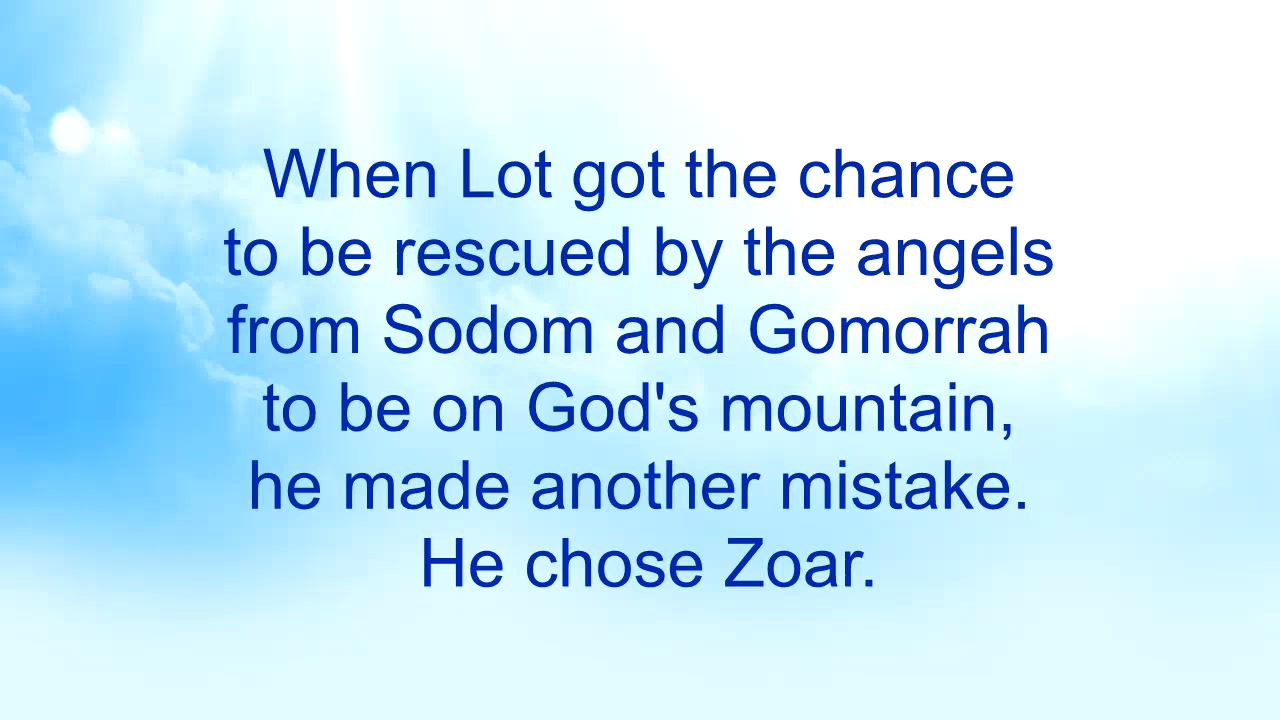 When Lot got the chance
to be rescued by the angels
from Sodom and Gomorrah
to be on God's mountain,
he made another mistake.
He chose Zoar.